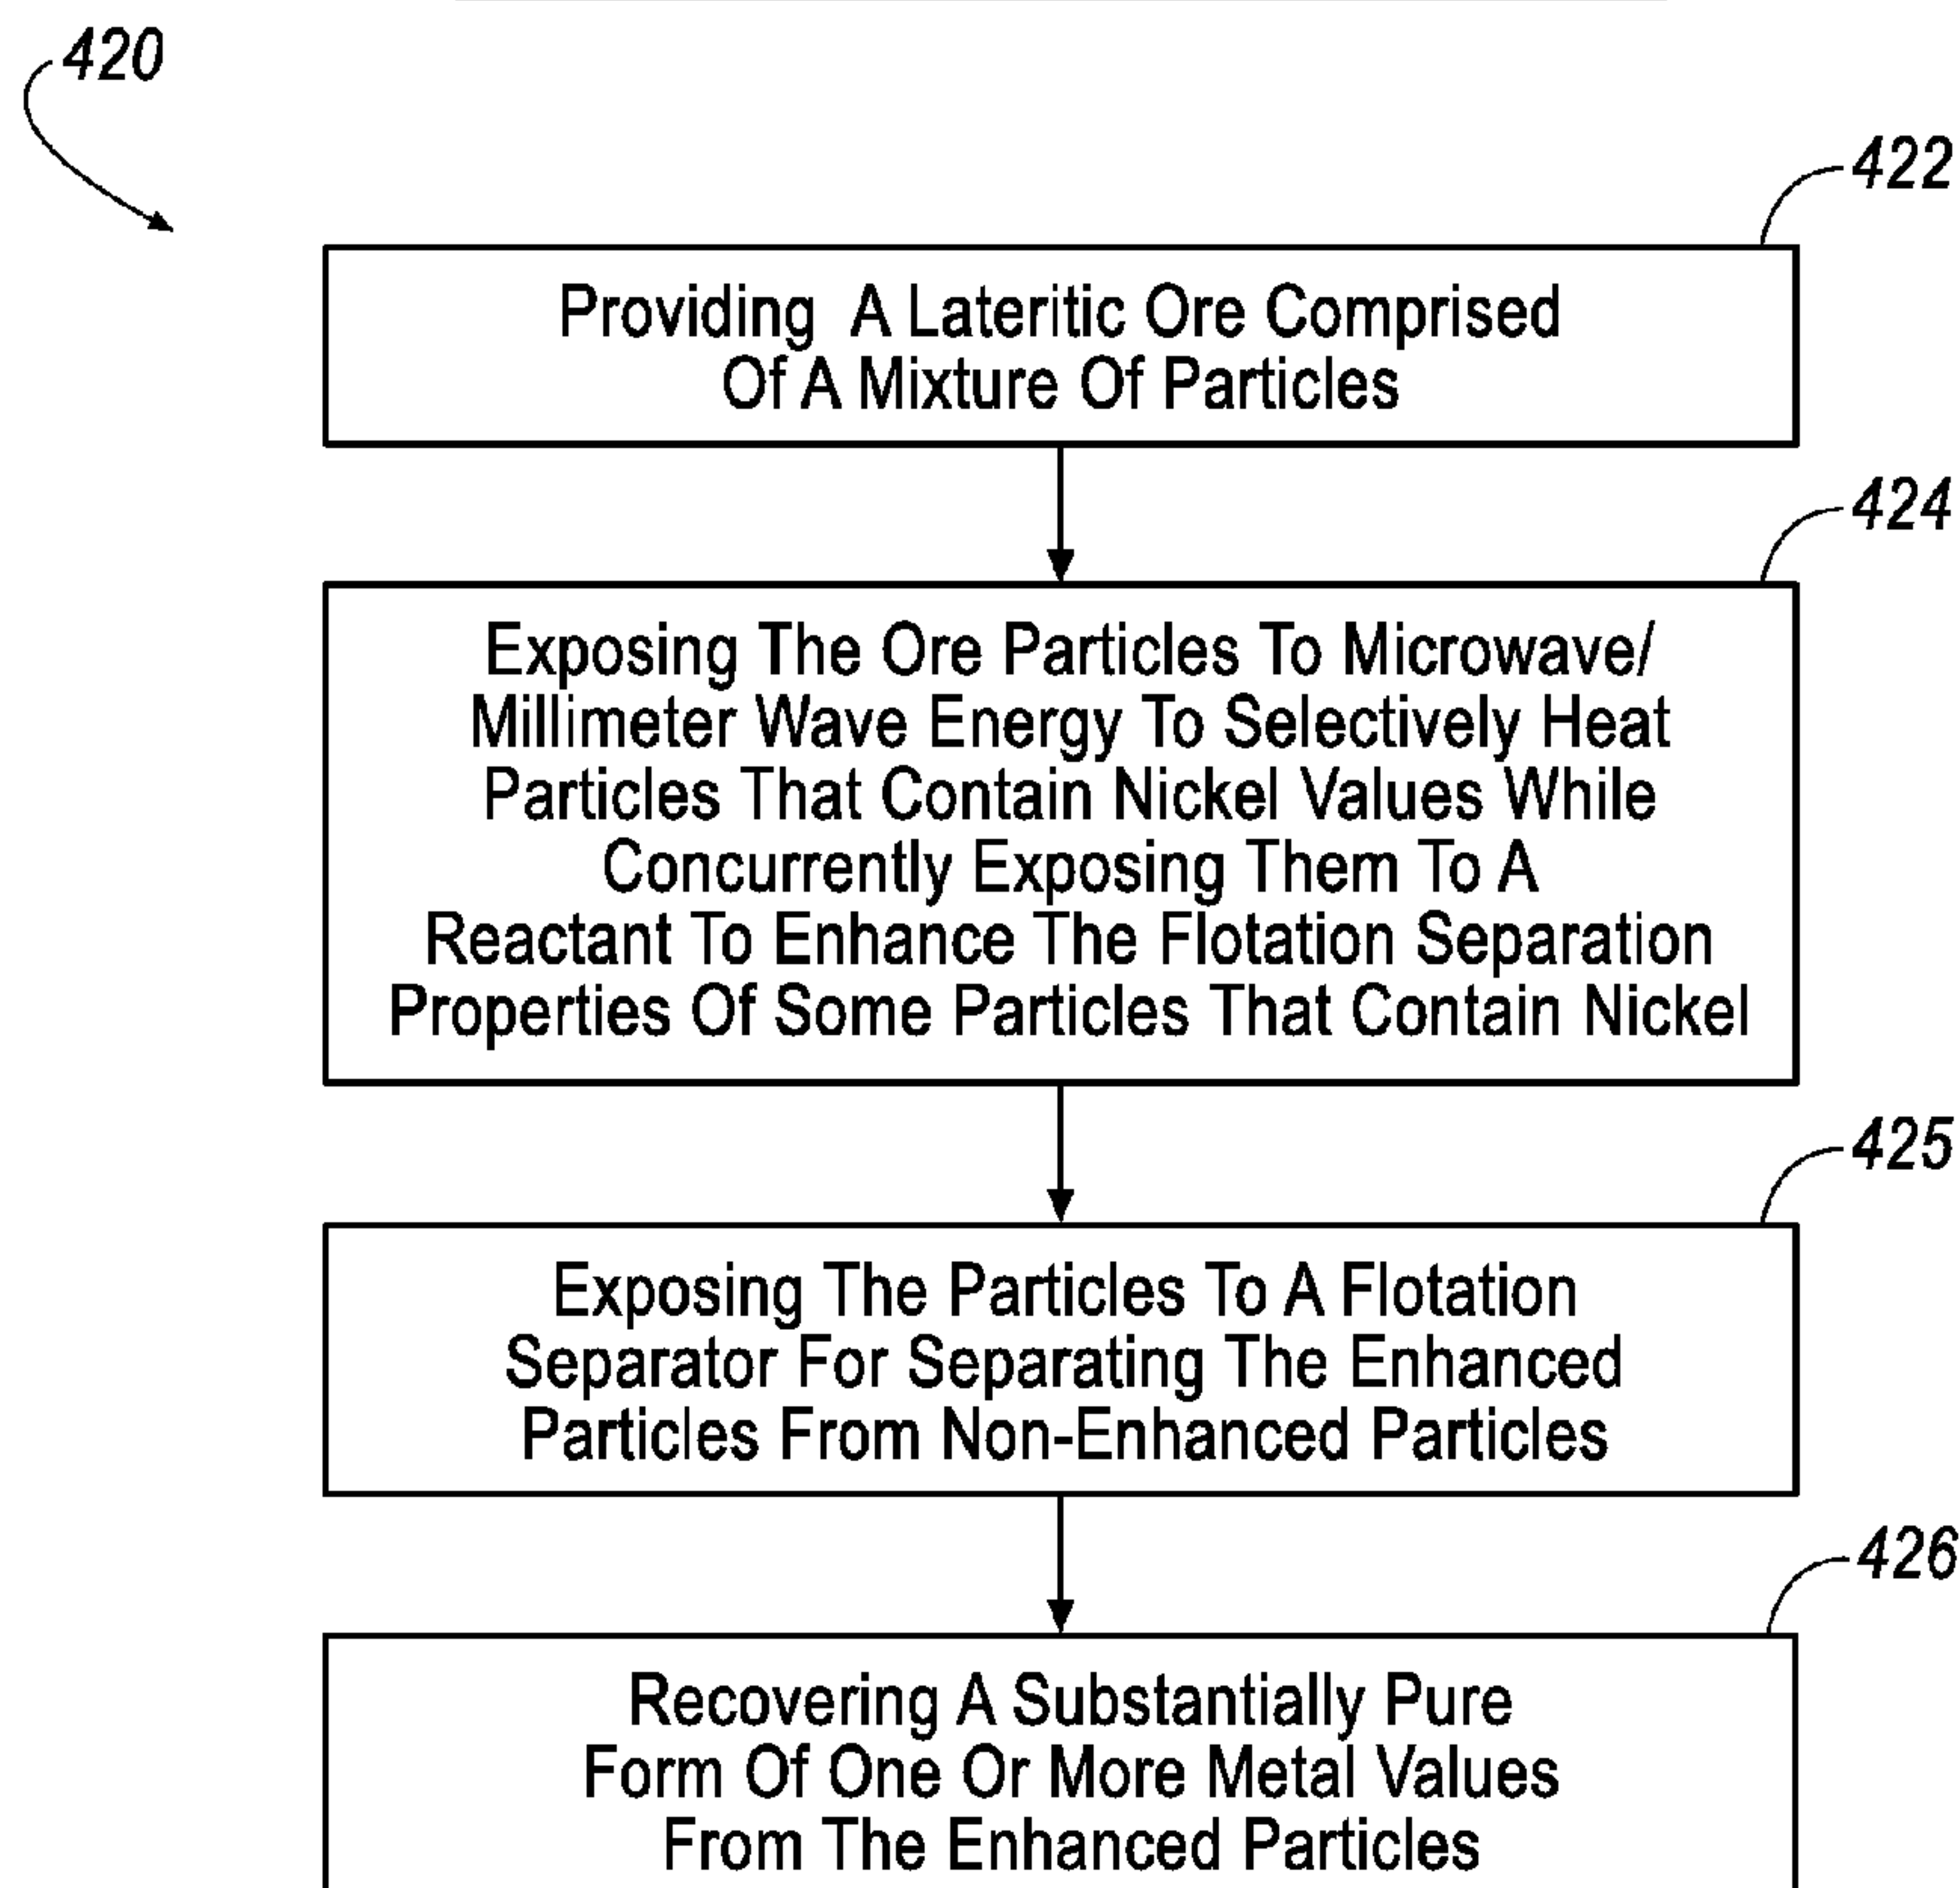 420
422
Providing A Lateritic Ore Comprised
Of A Mixture Of Particles
424
Exposing The Ore Particles To Microwave/
Millimeter Wave Energy To Selectively Heat
Particles That Contain Nickel Values While
Concurrently Exposing Them To A
Reactant To Enhance The Flotation Separation
Properties Of Some Particles That Contain Nickel
425
Exposing The Particles To A Flotation
Separator For Separating The Enhanced
Particles From Non-Enhanced Particles
426
Recovering A Substantially Pure
Form Of One Or More Metal Values
From The Enhanced Particles